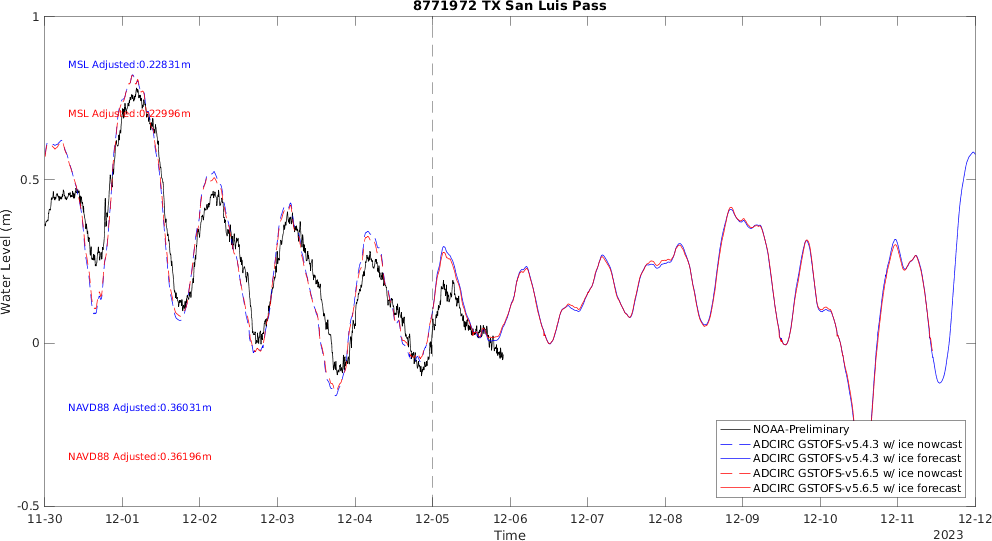 8771972 TX San Luis Pass
1
0.5
0
-0.5
Water Level (m)
MSL Adjusted:0.22831m
MSL Adjusted:0.22996m
NAVD88 Adjusted:0.36031m
NAVD88 Adjusted:0.36196m
NOAA-Preliminary
ADCIRC GSTOFS-v5.4.3 w/ ice nowcast
ADCIRC GSTOFS-v5.4.3 w/ ice forecast
ADCIRC GSTOFS-v5.6.5 w/ ice nowcast
ADCIRC GSTOFS-v5.6.5 w/ ice forecast
11-30 12-01 12-02 12-03 12-04 12-05 12-06 12-07 12-08 12-09 12-10 12-11 12-12
Time
2023